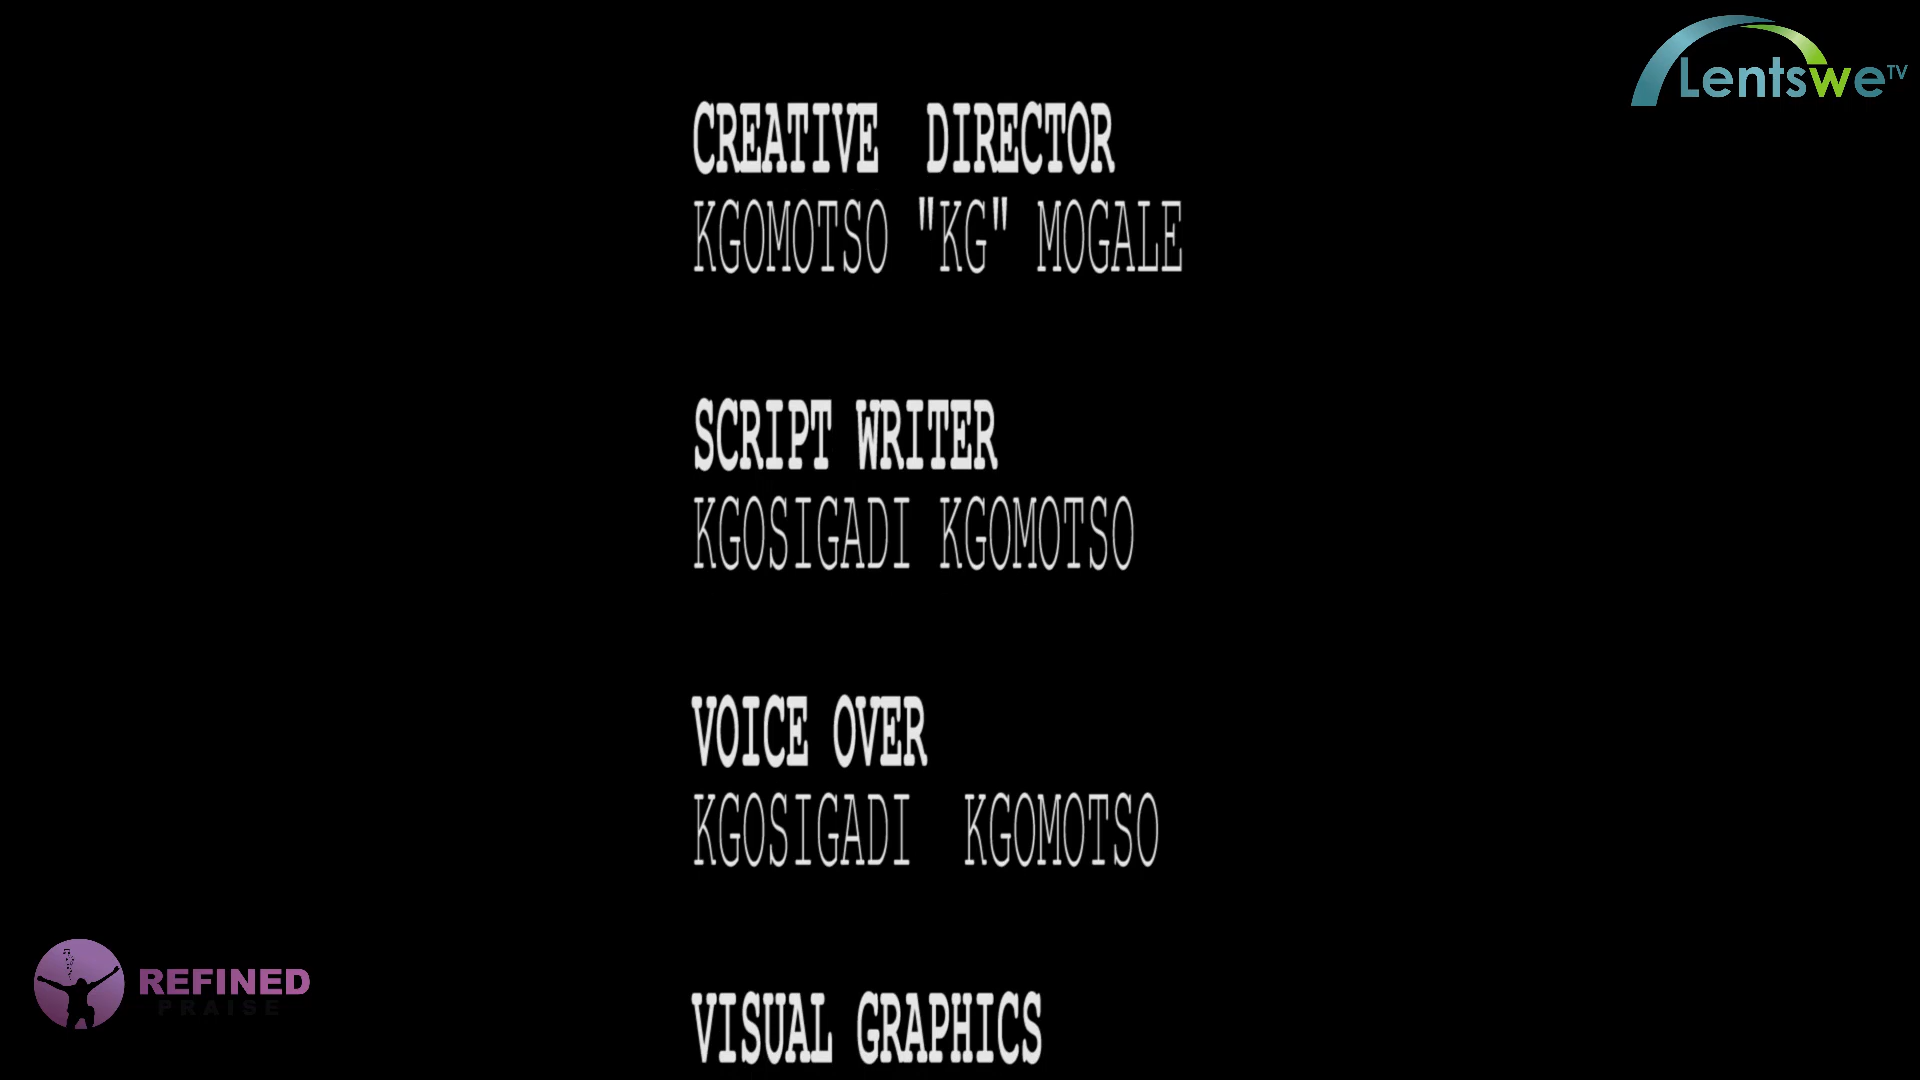 Lentswe TV
CREATIVE DIRECTOR
KGOMOTSO "KG" MOGALE
SCRIPT WRITER
KGOSIGADI KGOMOTSO
VOICE OVER
KGOSIGADI KGOMOTSO
REFINED
PRAISE
VISUAL GRAPHICS